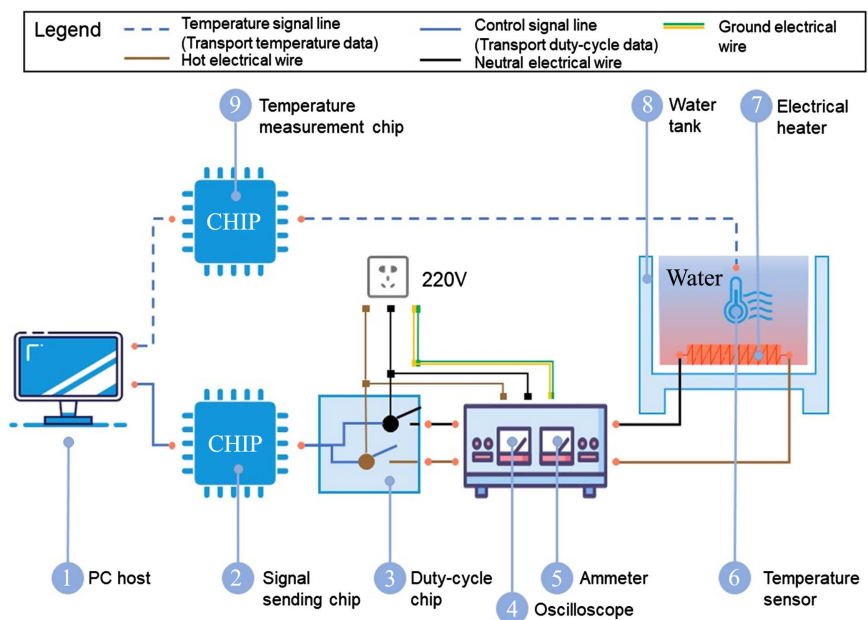 Legend
Temperature signal line
(Transport temperature data)
Hot electrical wire
Control signal line
(Transport duty-cycle data)
Neutral electrical wire
Ground electrical
wire
9 Temperature
measurement chip
8 Water
tank
7 Electrical
heater
CHIP
220V
Water
CHIP
1 PC host
2 Signal
sending chip
3 Duty-cycle
chip
4 Oscilloscope
5 Ammeter
6 Temperature
sensor